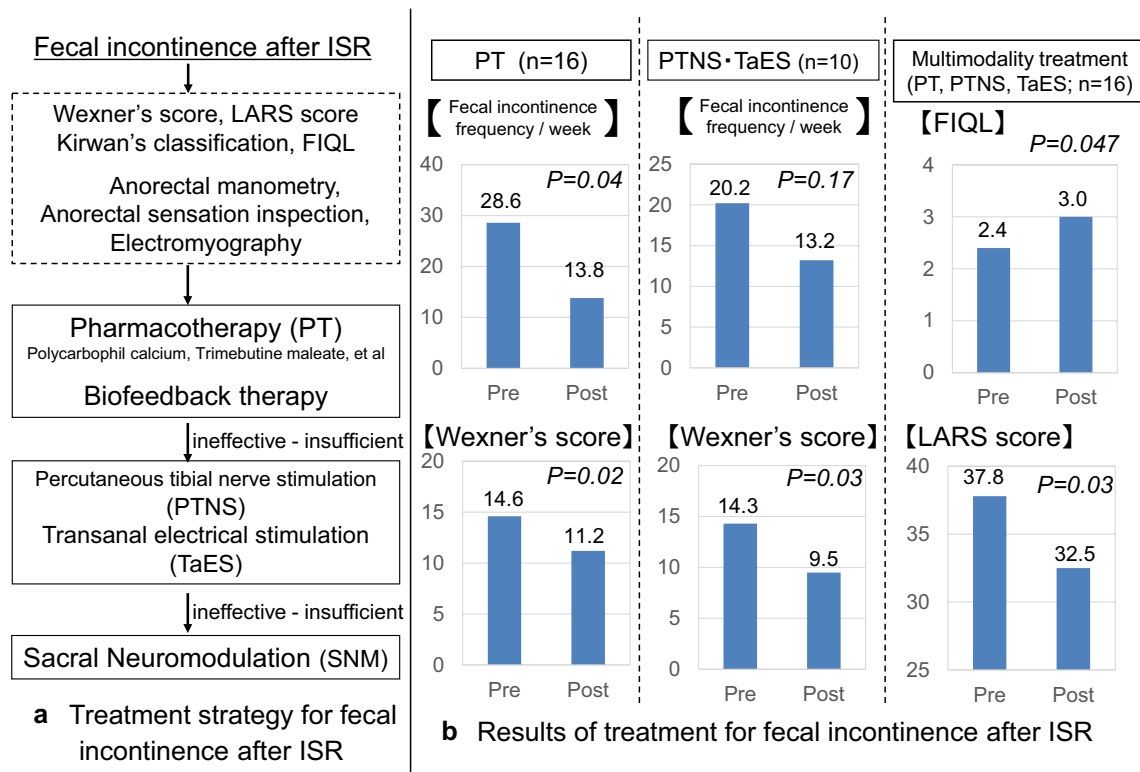 Fecal incontinence after ISR
Wexner’s score, LARS score
Kirwan’s classification, FIQL
Anorectal manometry,
Anorectal sensation inspection,
Electromyography
Pharmacotherapy (PT)
Polycarbophil calcium, Trimebutine maleate, et al
Biofeedback therapy
ineffective - insufficient
Percutaneous tibial nerve stimulation
(PTNS)
Transanal electrical stimulation
(TaES)
ineffective - insufficient
Sacral Neuromodulation (SNM)
a Treatment strategy for fecal
incontinence after ISR
PT (n=16)
【Fecal incontinence
frequency / week】
P=0.04
40
30
20
10
0
28.6
13.8
Pre Post
【Wexner’s score】
P=0.02
20
15
10
5
0
14.6
11.2
Pre Post
PTNS・TaES (n=10)
【Fecal incontinence
frequency / week】
P=0.17
25
20
15
10
5
0
20.2
13.2
Pre Post
【Wexner’s score】
P=0.03
20
15
10
5
0
14.3
9.5
Pre Post
Multimodality treatment
(PT, PTNS, TaES; n=16)
【FIQL】
P=0.047
4
3
2
1
0
2.4
3.0
Pre Post
【LARS score】
P=0.03
40
35
30
25
37.8
32.5
Pre Post
b Results of treatment for fecal incontinence after ISR